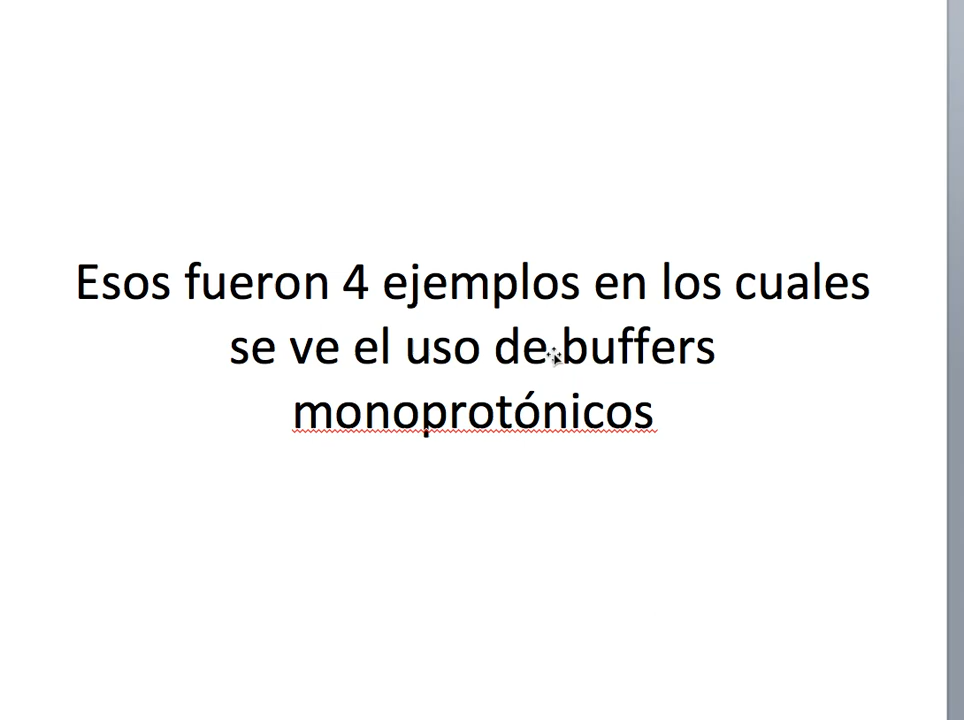 Esos fueron 4 ejemplos en los cuales
se ve el uso de buffers
monoprotónicos